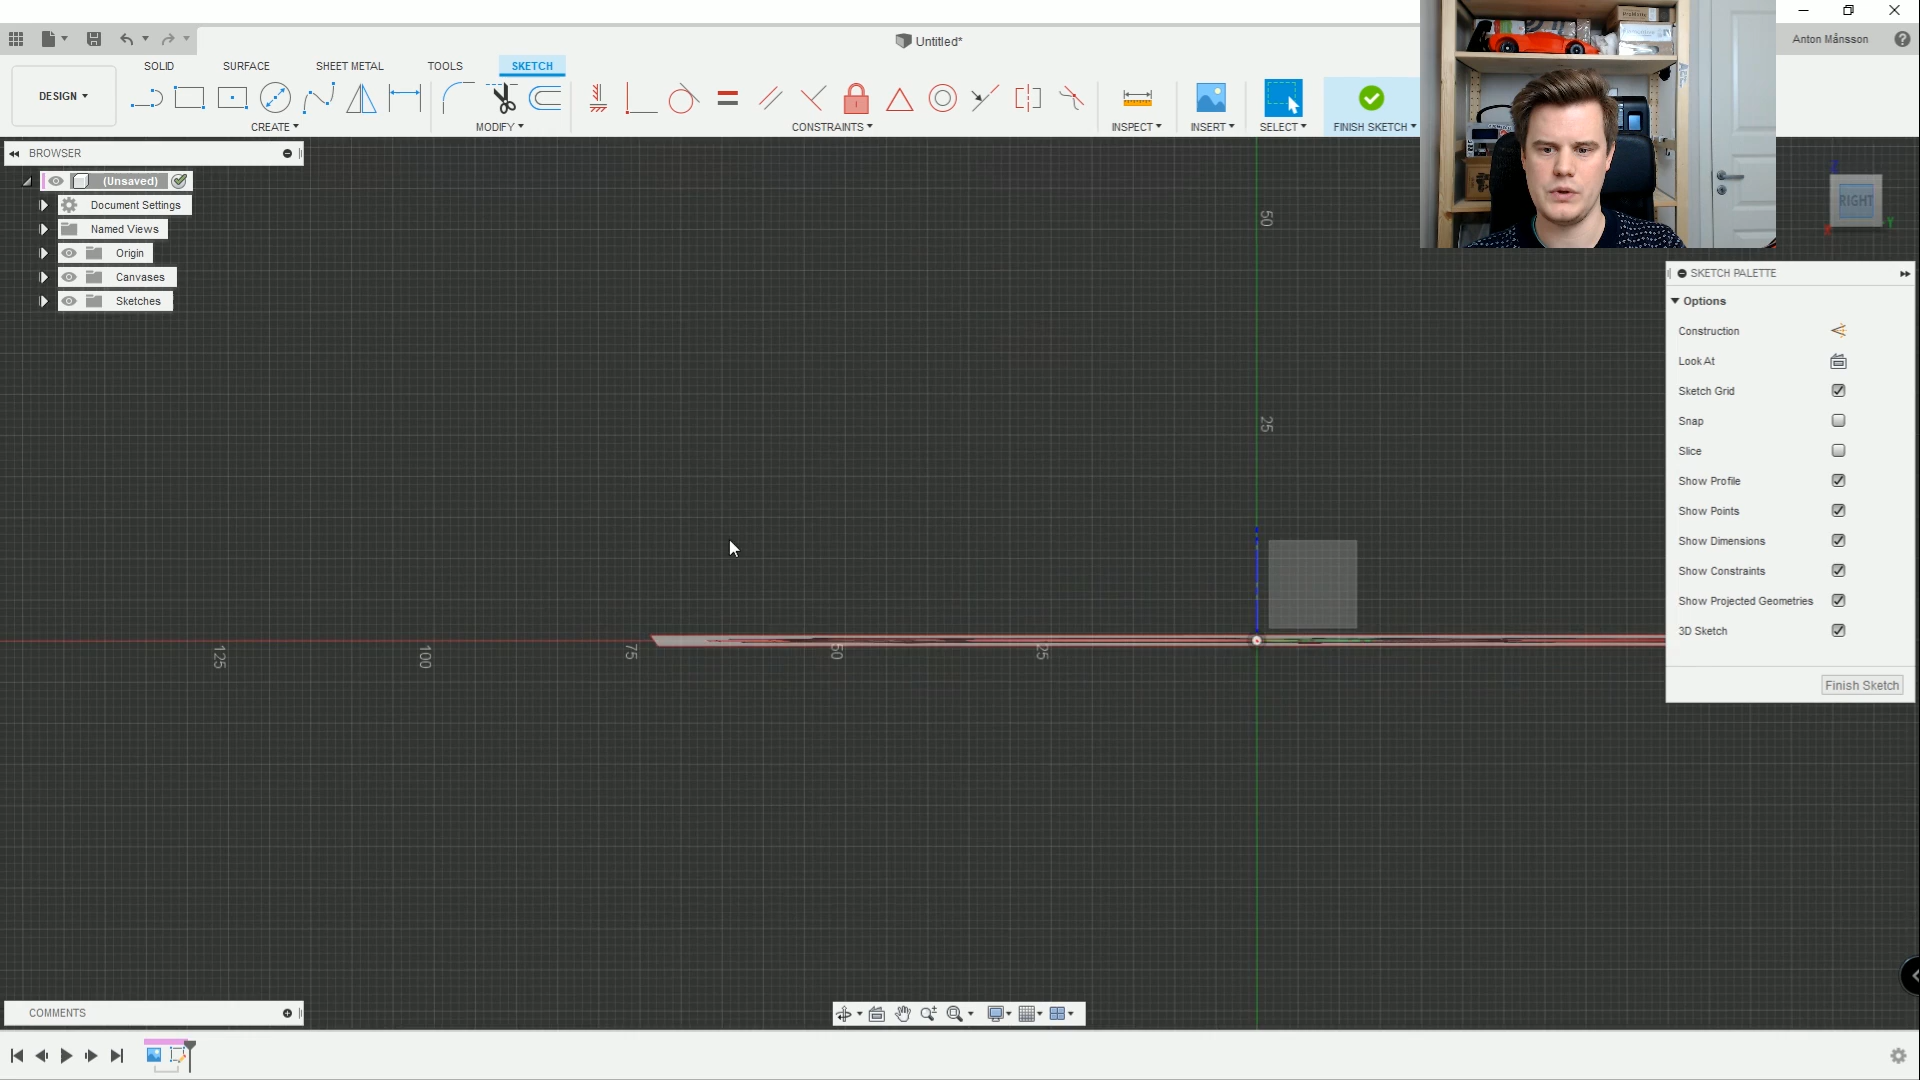 Untitled*
Anton Månsson
SOLID
SURFACE
SHEET METAL
TOOLS
SKETCH
DESIGN
CREATE
MODIFY
CONSTRAINTS
INSPECT
INSERT
SELECT
FINISH SKETCH
BROWSER
(Unsaved)
Document Settings
Named Views
Origin
Canvases
Sketches
50
25
RIGHT
Z
Y
X
125
100
75
50
25
SKETCH PALETTE
Options
Construction
Look At
Sketch Grid
Snap
Slice
Show Profile
Show Points
Show Dimensions
Show Constraints
Show Projected Geometries
3D Sketch
Finish Sketch
COMMENTS